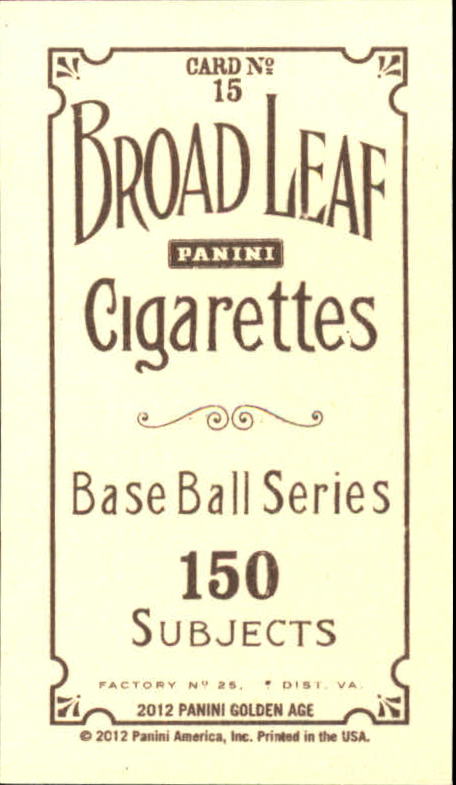 CARD Nº
15
BROAD LEAF
PANINI
Cigarettes
Base Ball Series
150
SUBJECTS
FACTORY Nº 25, DIST. VA.
2012 PANINI GOLDEN AGE
© 2012 Panini America, Inc. Printed in the USA.